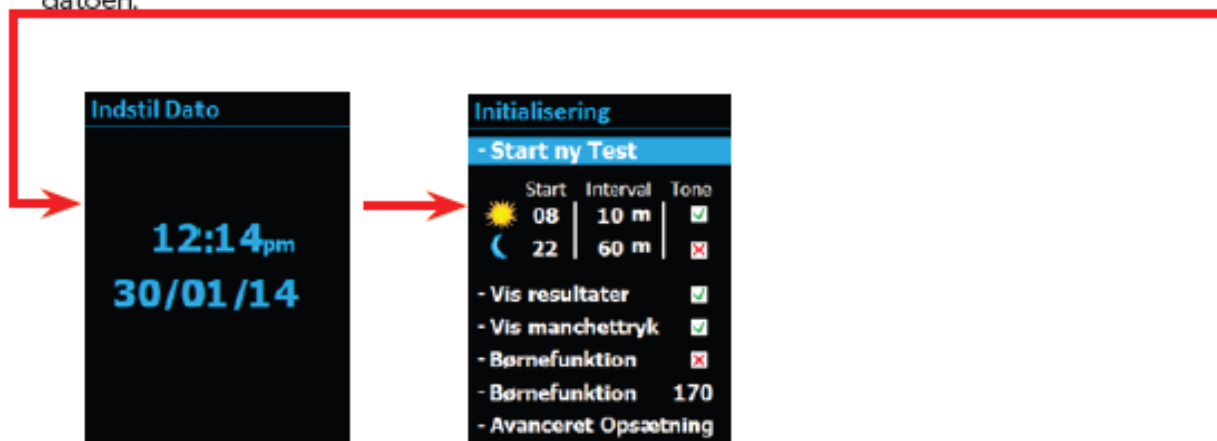 datoen.
Indstil Dato
12:14pm
30/01/14
Initialisering
- Start ny Test
Start Interval Tone
08 10 m
22 60 m
- Vis resultater
- Vis manchettryk
- Børnefunktion
- Børnefunktion 170
- Avanceret Opsætning